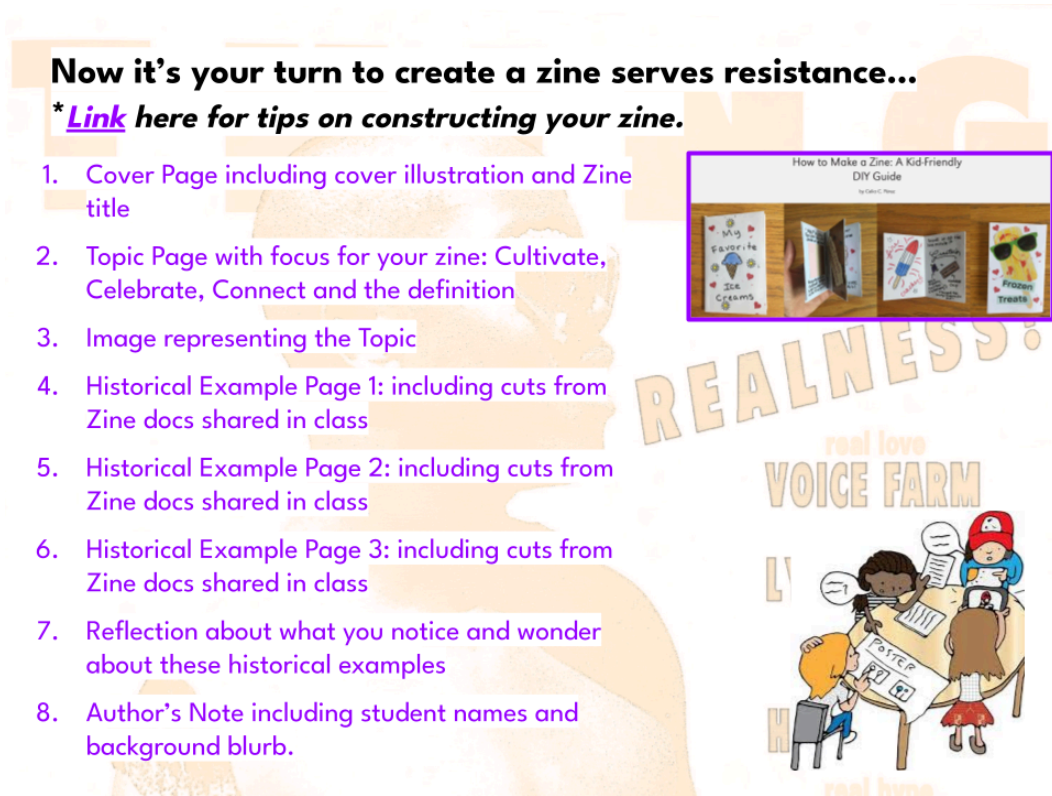 Now it's your turn to create a zine serves resistance...
*Link here for tips on constructing your zine.
1. Cover Page including cover illustration and Zine
title
2. Topic Page with focus for your zine: Cultivate,
Celebrate, Connect and the definition
3. Image representing the Topic
4. Historical Example Page 1: including cuts from
Zine docs shared in class
5. Historical Example Page 2: including cuts from
Zine docs shared in class
6. Historical Example Page 3: including cuts from
Zine docs shared in class
7. Reflection about what you notice and wonder
about these historical examples
8. Author's Note including student names and
background blurb.
How to Make a Zine: A Kid-Friendly
DIY Guide
My
Favorite
Ice
Creams
Frozen
Treats
REALNESS!
real love
VOICE FARM
POSTER
real hype